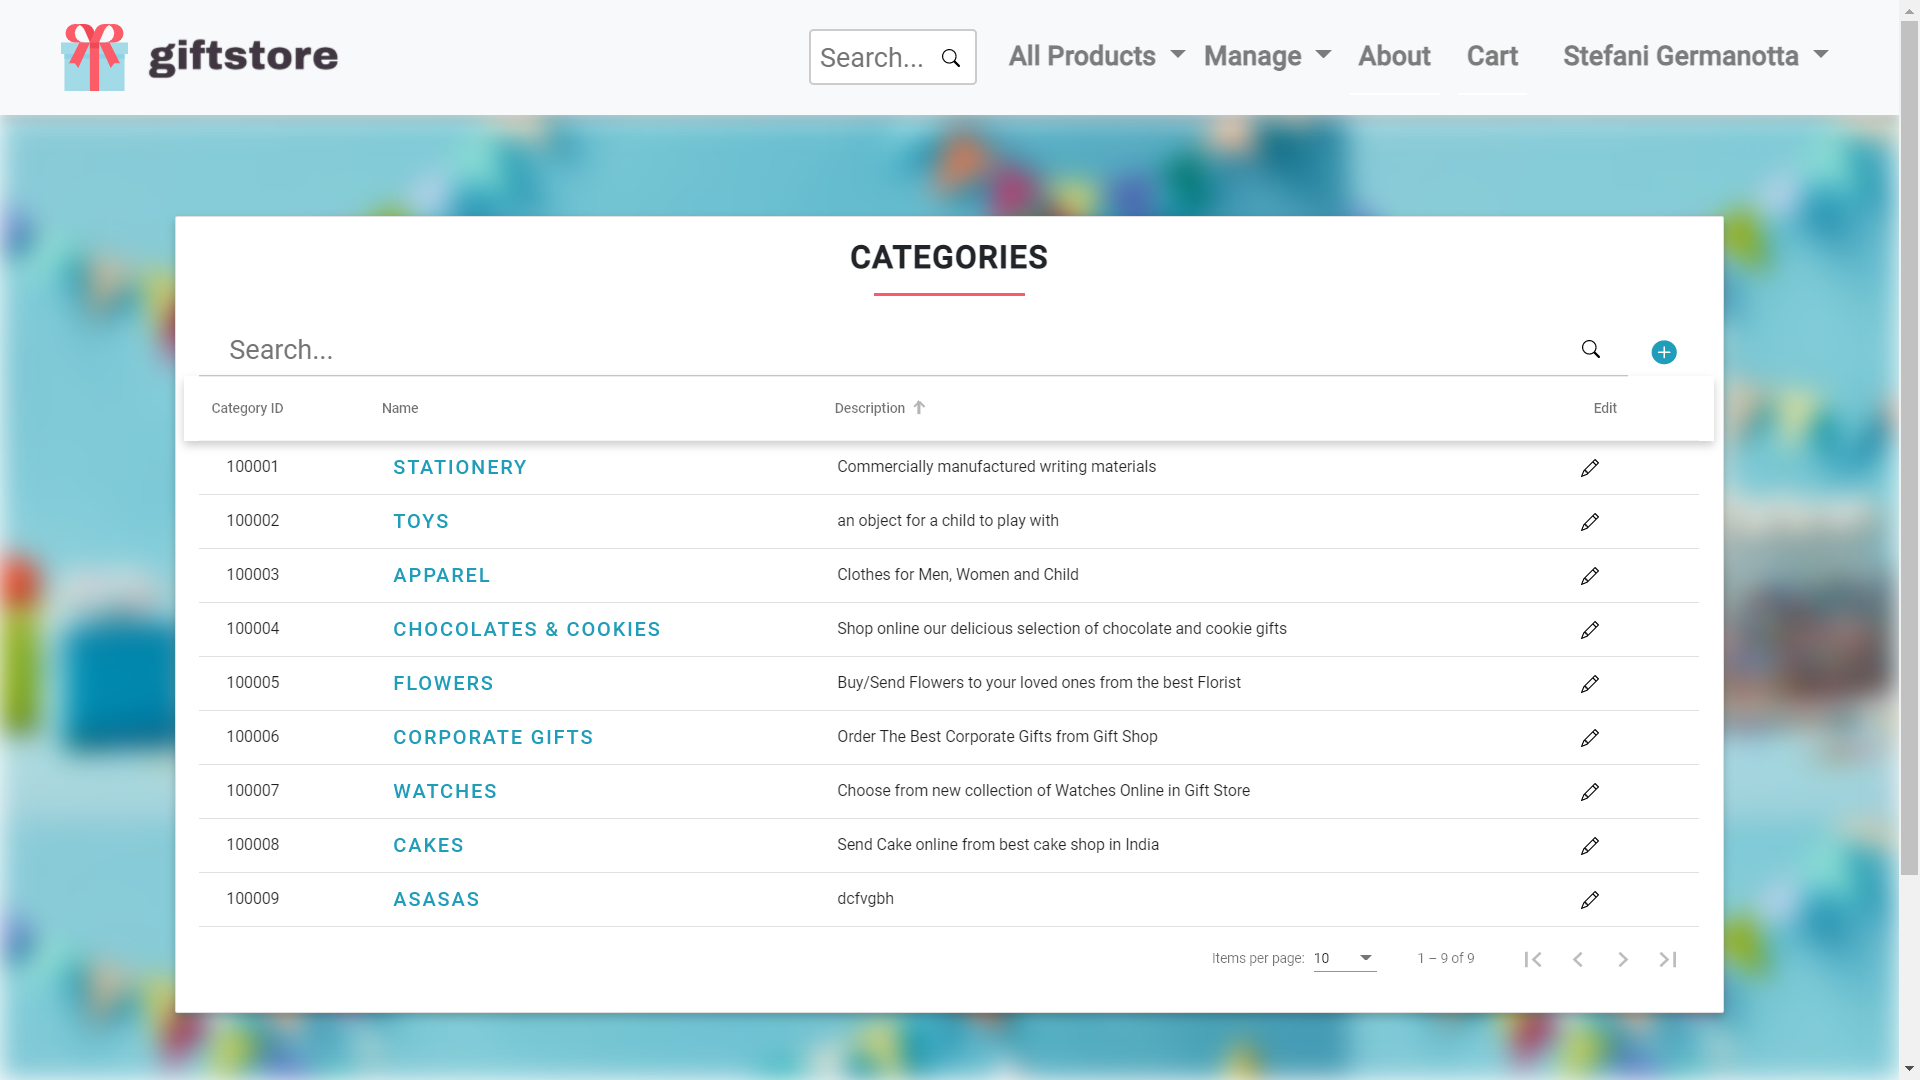 giftstore
Search...
All Products
Manage
About
Cart
Stefani Germanotta
CATEGORIES
Search...
Category ID Name Description Edit
100001 STATIONERY Commercially manufactured writing materials
100002 TOYS an object for a child to play with
100003 APPAREL Clothes for Men, Women and Child
100004 CHOCOLATES & COOKIES Shop online our delicious selection of chocolate and cookie gifts
100005 FLOWERS Buy/Send Flowers to your loved ones from the best Florist
100006 CORPORATE GIFTS Order The Best Corporate Gifts from Gift Shop
100007 WATCHES Choose from new collection of Watches Online in Gift Store
100008 CAKES Send Cake online from best cake shop in India
100009 ASASAS dcfvgbh
Items per page: 10 1 – 9 of 9